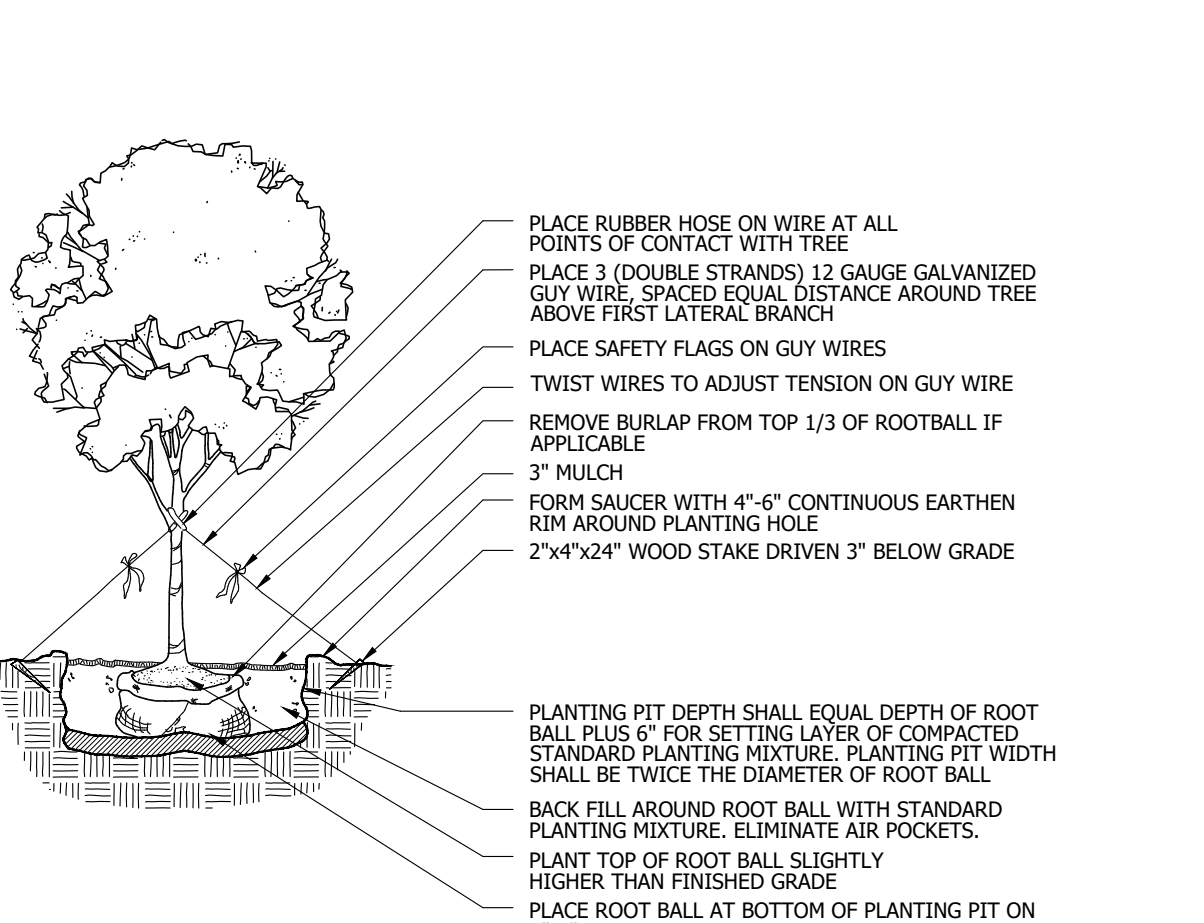 PLACE RUBBER HOSE ON WIRE AT ALL
POINTS OF CONTACT WITH TREE
PLACE 3 (DOUBLE STRANDS) 12 GAUGE GALVANIZED
GUY WIRE, SPACED EQUAL DISTANCE AROUND TREE
ABOVE FIRST LATERAL BRANCH
PLACE SAFETY FLAGS ON GUY WIRES
TWIST WIRES TO ADJUST TENSION ON GUY WIRE
REMOVE BURLAP FROM TOP 1/3 OF ROOTBALL IF
APPLICABLE
3" MULCH
FORM SAUCER WITH 4"-6" CONTINUOUS EARTHEN
RIM AROUND PLANTING HOLE
2"x4"x24" WOOD STAKE DRIVEN 3" BELOW GRADE
PLANTING PIT DEPTH SHALL EQUAL DEPTH OF ROOT
BALL PLUS 6" FOR SETTING LAYER OF COMPACTED
STANDARD PLANTING MIXTURE. PLANTING PIT WIDTH
SHALL BE TWICE THE DIAMETER OF ROOT BALL
BACK FILL AROUND ROOT BALL WITH STANDARD
PLANTING MIXTURE. ELIMINATE AIR POCKETS.
PLANT TOP OF ROOT BALL SLIGHTLY
HIGHER THAN FINISHED GRADE
PLACE ROOT BALL AT BOTTOM OF PLANTING PIT ON